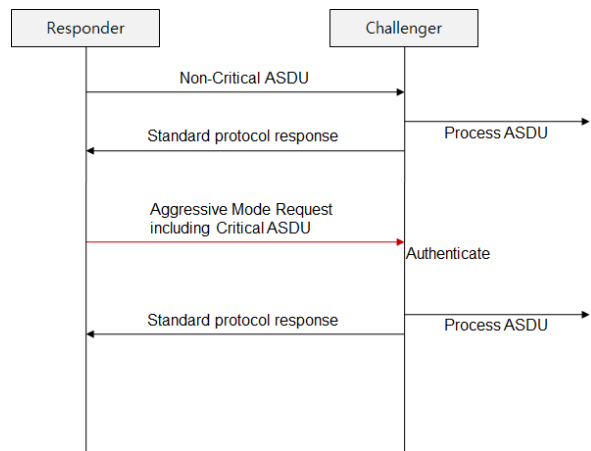 Responder
Challenger
Non-Critical ASDU
Process ASDU
Standard protocol response
Aggressive Mode Request
including Critical ASDU
Authenticate
Standard protocol response
Process ASDU